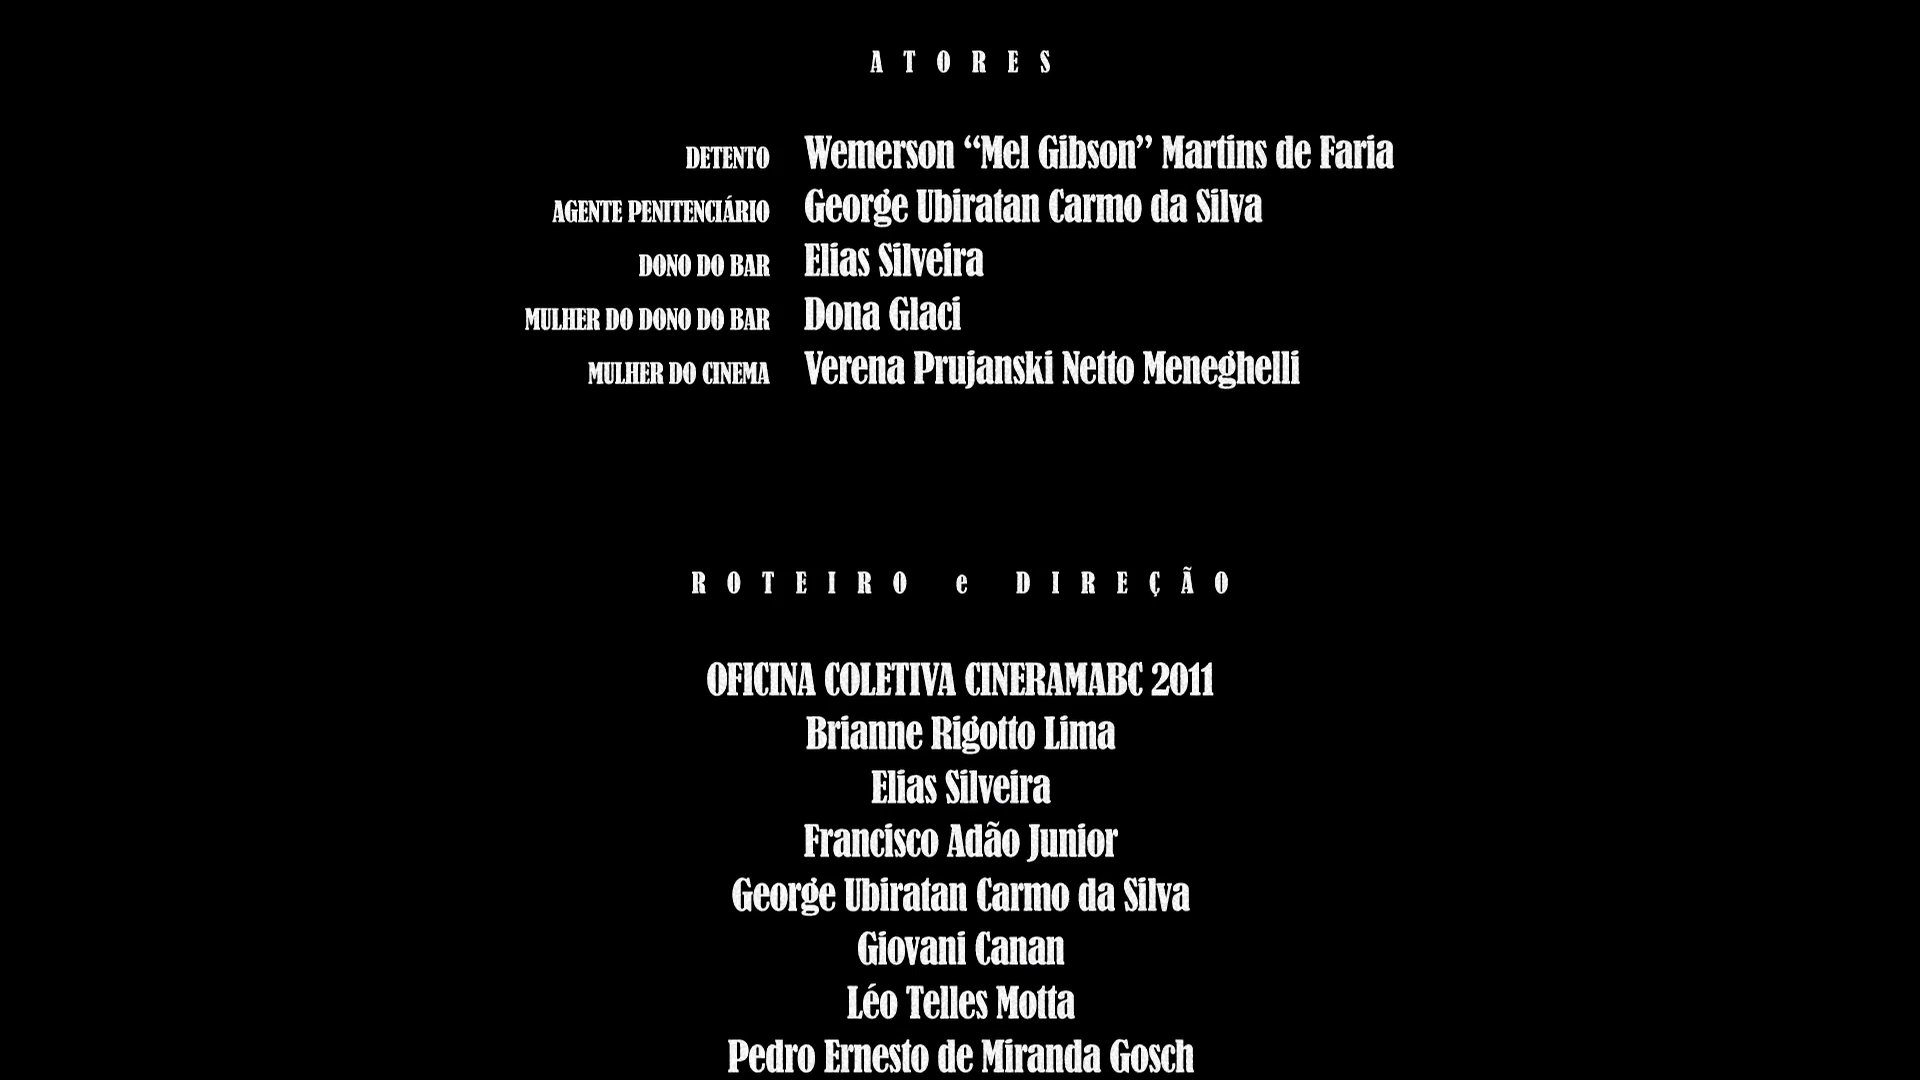 ATORES
DETENTO Wemerson “Mel Gibson” Martins de Faria
AGENTE PENITENCIÁRIO George Ubiratan Carmo da Silva
DONO DO BAR Elias Silveira
MULHER DO DONO DO BAR Dona Glaci
MULHER DO CINEMA Verena Prujanski Netto Meneghelli
ROTEIRO e DIREÇÃO
OFICINA COLETIVA CINERAMABC 2011
Brianne Rigotto Lima
Elias Silveira
Francisco Adão Junior
George Ubiratan Carmo da Silva
Giovani Canan
Léo Telles Motta
Pedro Ernesto de Miranda Gosch